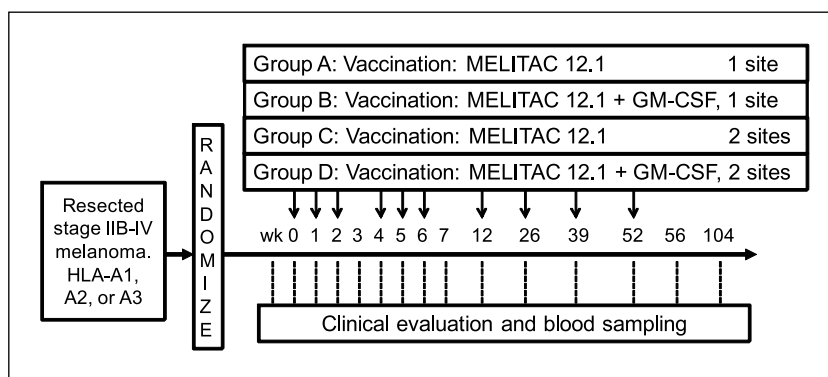 Group A: Vaccination: MELITAC 12.1 1 site
Group B: Vaccination: MELITAC 12.1 + GM-CSF, 1 site
Group C: Vaccination: MELITAC 12.1 2 sites
Group D: Vaccination: MELITAC 12.1 + GM-CSF, 2 sites
Resected
stage IIB-IV
melanoma.
HLA-A1,
A2, or A3
RANDOMIZE
wk 0 1 2 3 4 5 6 7 12 26 39 52 56 104
Clinical evaluation and blood sampling